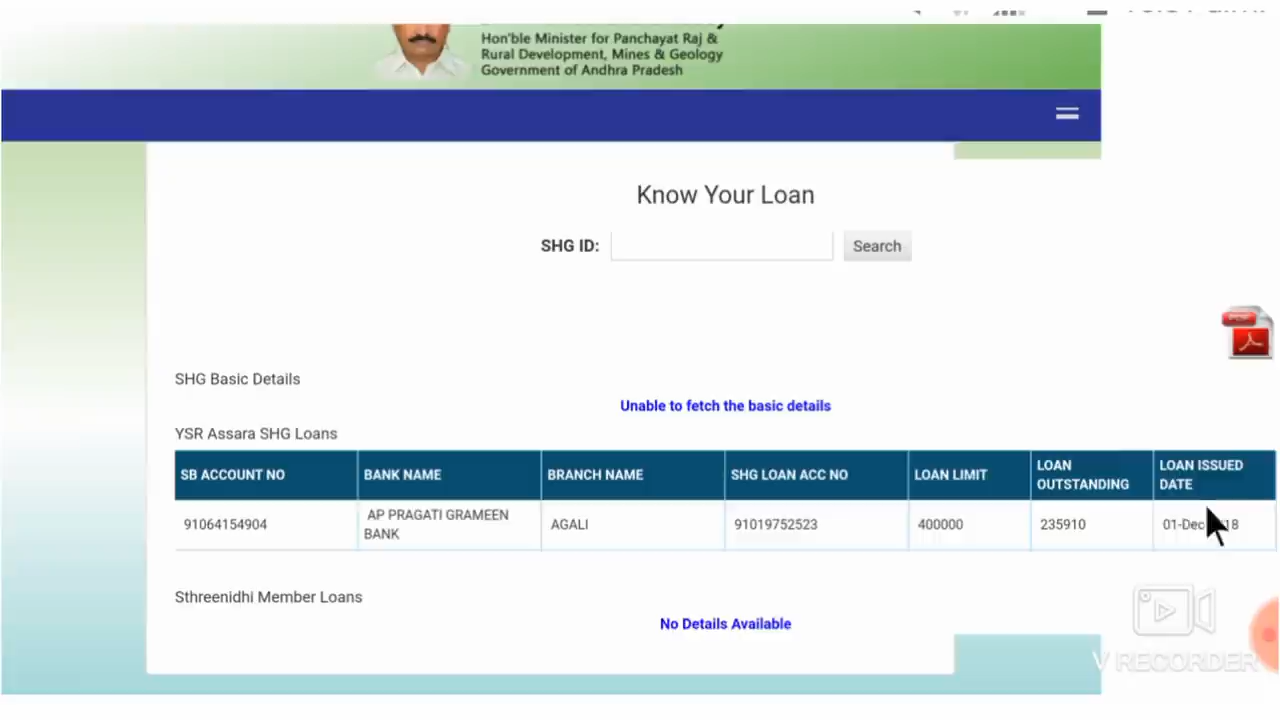 Hon'ble Minister for Panchayat Raj &
Rural Development, Mines & Geology
Government of Andhra Pradesh
Know Your Loan
SHG ID:
Search
SHG Basic Details
Unable to fetch the basic details
YSR Assara SHG Loans
SB ACCOUNT NO BANK NAME BRANCH NAME SHG LOAN ACC NO LOAN LIMIT LOAN OUTSTANDING LOAN ISSUED DATE
91064154904 AP PRAGATI GRAMEEN BANK AGALI 91019752523 400000 235910
Sthreenidhi Member Loans
No Details Available
V RECORDER